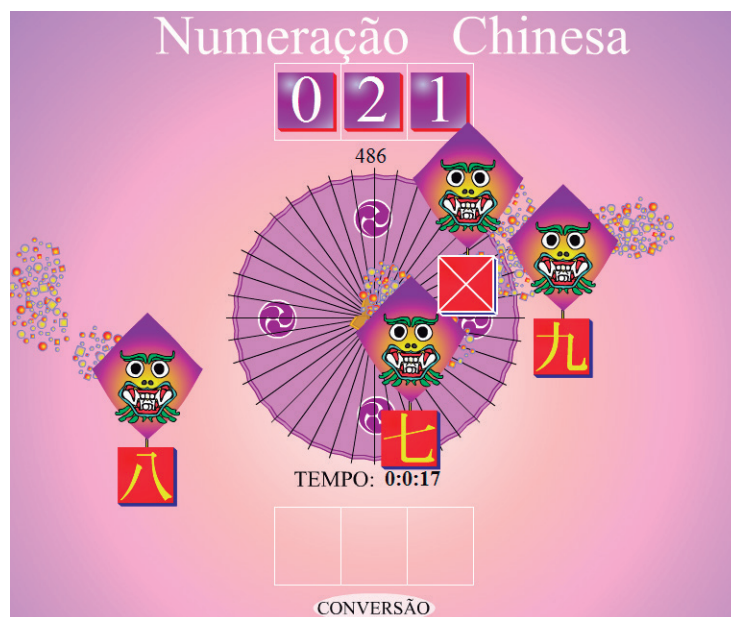 Numeração Chinesa
0 2 1
486
九
七
八
TEMPO: 0:0:17
CONVERSÃO